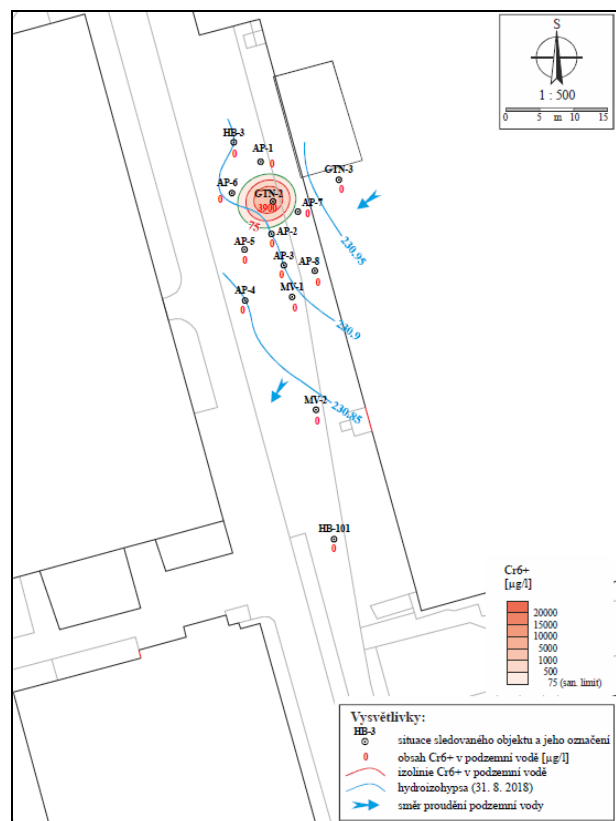 S
1 : 500
0 5 m 10 15
HB-3
0
AP-1
0
GTN-3
0
AP-6
0
GTN-2
3900
AP-7
0
75
AP-2
0
AP-5
0
230.95
AP-3
0
AP-8
0
AP-4
0
MV-1
0
230.9
MV-2
0
230.85
HB-101
0
Cr6+
[µg/l]
20000
15000
10000
5000
1000
500
75 (san. limit)
Vysvětlivky:
HB-3
situace sledovaného objektu a jeho označení
0 obsah Cr6+ v podzemní vodě [µg/l]
izolinie Cr6+ v podzemní vodě
hydroizohypsa (31. 8. 2018)
směr proudění podzemní vody